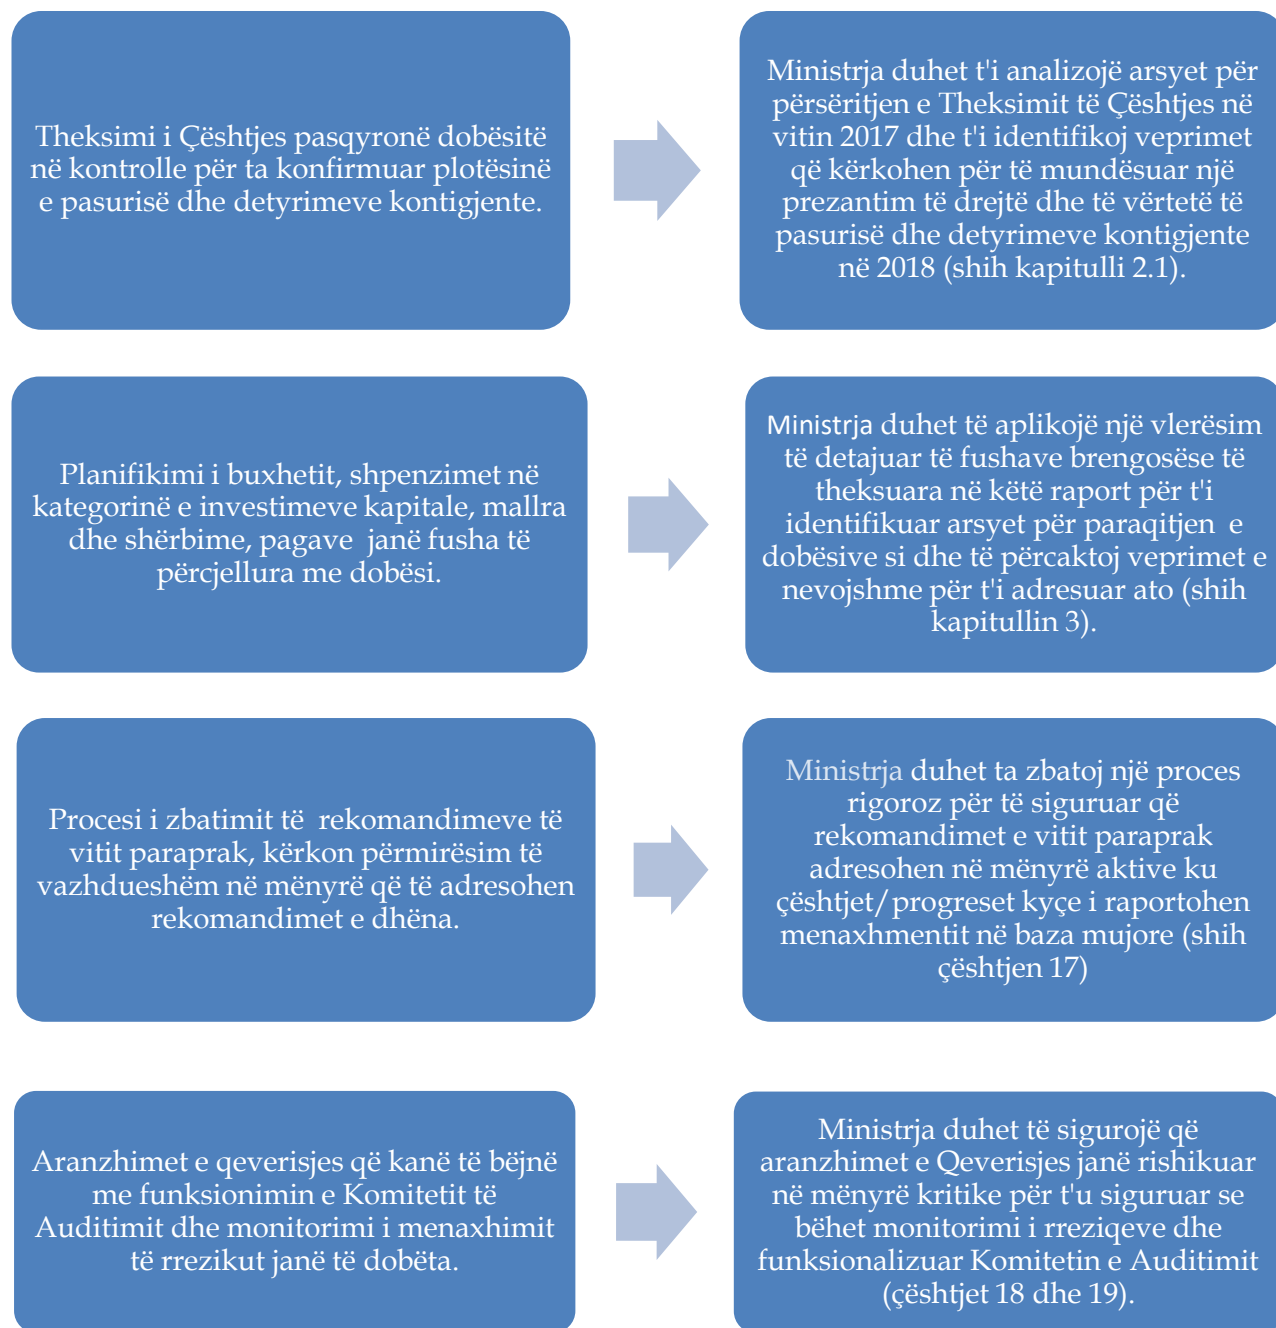 Theksimi i Çështjes pasqyronë dobësitë
në kontrolle për ta konfirmuar plotësinë
e pasurisë dhe detyrimeve kontigjente.
Ministrja duhet t'i analizojë arsyet për
përsëritjen e Theksimit të Çështjes në
vitin 2017 dhe t'i identifikoj veprimet
që kërkohen për të mundësuar një
prezantim të drejtë dhe të vërtetë të
pasurisë dhe detyrimeve kontigjente
në 2018 (shih kapitulli 2.1).
Planifikimi i buxhetit, shpenzimet në
kategorinë e investimeve kapitale, mallra
dhe shërbime, pagave janë fusha të
përcjellura me dobësi.
Ministrja duhet të aplikojë një vlerësim
të detajuar të fushave brengosëse të
theksuara në këtë raport për t'i
identifikuar arsyet për paraqitjen e
dobësive si dhe të përcaktoj veprimet e
nevojshme për t'i adresuar ato (shih
kapitullin 3).
Procesi i zbatimit të rekomandimeve të
vitit paraprak, kërkon përmirësim të
vazhdueshëm në mënyrë që të adresohen
rekomandimet e dhëna.
Ministrja duhet ta zbatoj një proces
rigoroz për të siguruar që
rekomandimet e vitit paraprak
adresohen në mënyrë aktive ku
çështjet/progreset kyçe i raportohen
menaxhmentit në baza mujore (shih
çështjen 17)
Aranzhimet e qeverisjes që kanë të bëjnë
me funksionimin e Komitetit të
Auditimit dhe monitorimi i menaxhimit
të rrezikut janë të dobëta.
Ministrja duhet të sigurojë që
aranzhimet e Qeverisjes janë rishikuar
në mënyrë kritike për t'u siguruar se
bëhet monitorimi i rreziqeve dhe
funksionalizuar Komitetin e Auditimit
(çështjet 18 dhe 19).